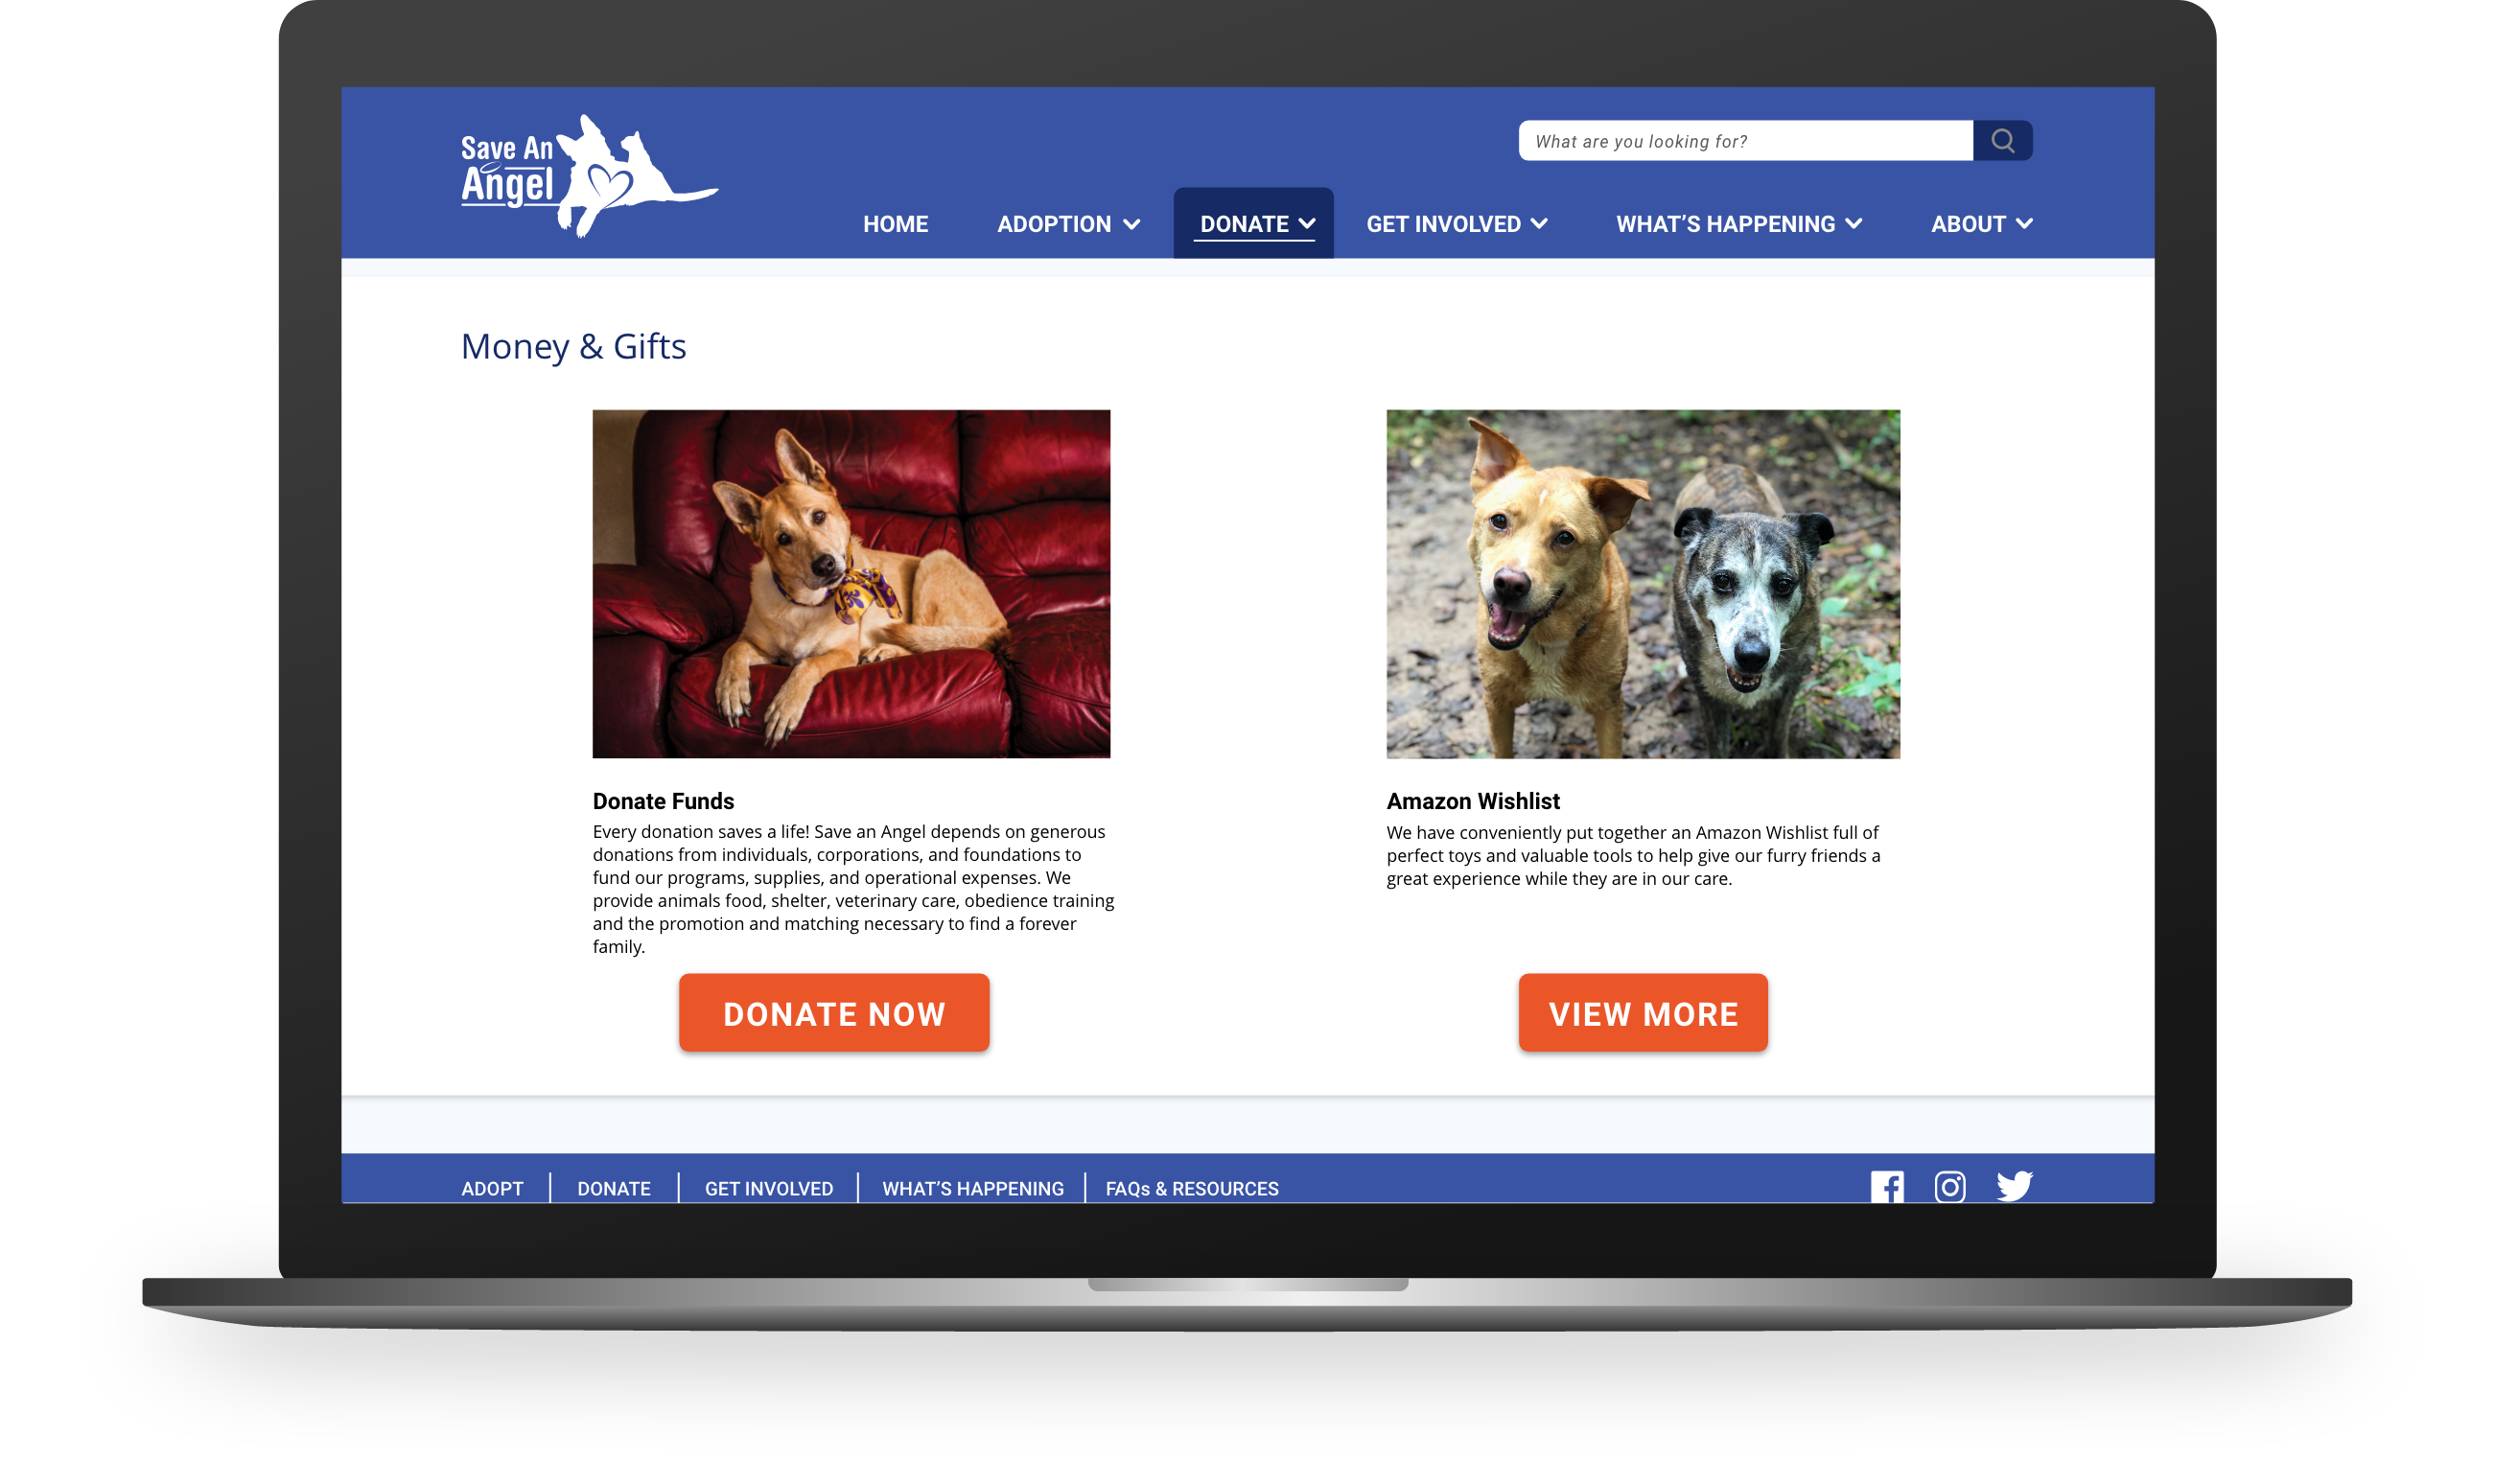 Save An
Angel
What are you looking for?
HOME ADOPTION DONATE GET INVOLVED WHAT’S HAPPENING ABOUT
Money & Gifts
Donate Funds
Every donation saves a life! Save an Angel depends on generous
donations from individuals, corporations, and foundations to
fund our programs, supplies, and operational expenses. We
provide animals food, shelter, veterinary care, obedience training
and the promotion and matching necessary to find a forever
family.
DONATE NOW
Amazon Wishlist
We have conveniently put together an Amazon Wishlist full of
perfect toys and valuable tools to help give our furry friends a
great experience while they are in our care.
VIEW MORE
ADOPT DONATE GET INVOLVED WHAT’S HAPPENING FAQs & RESOURCES